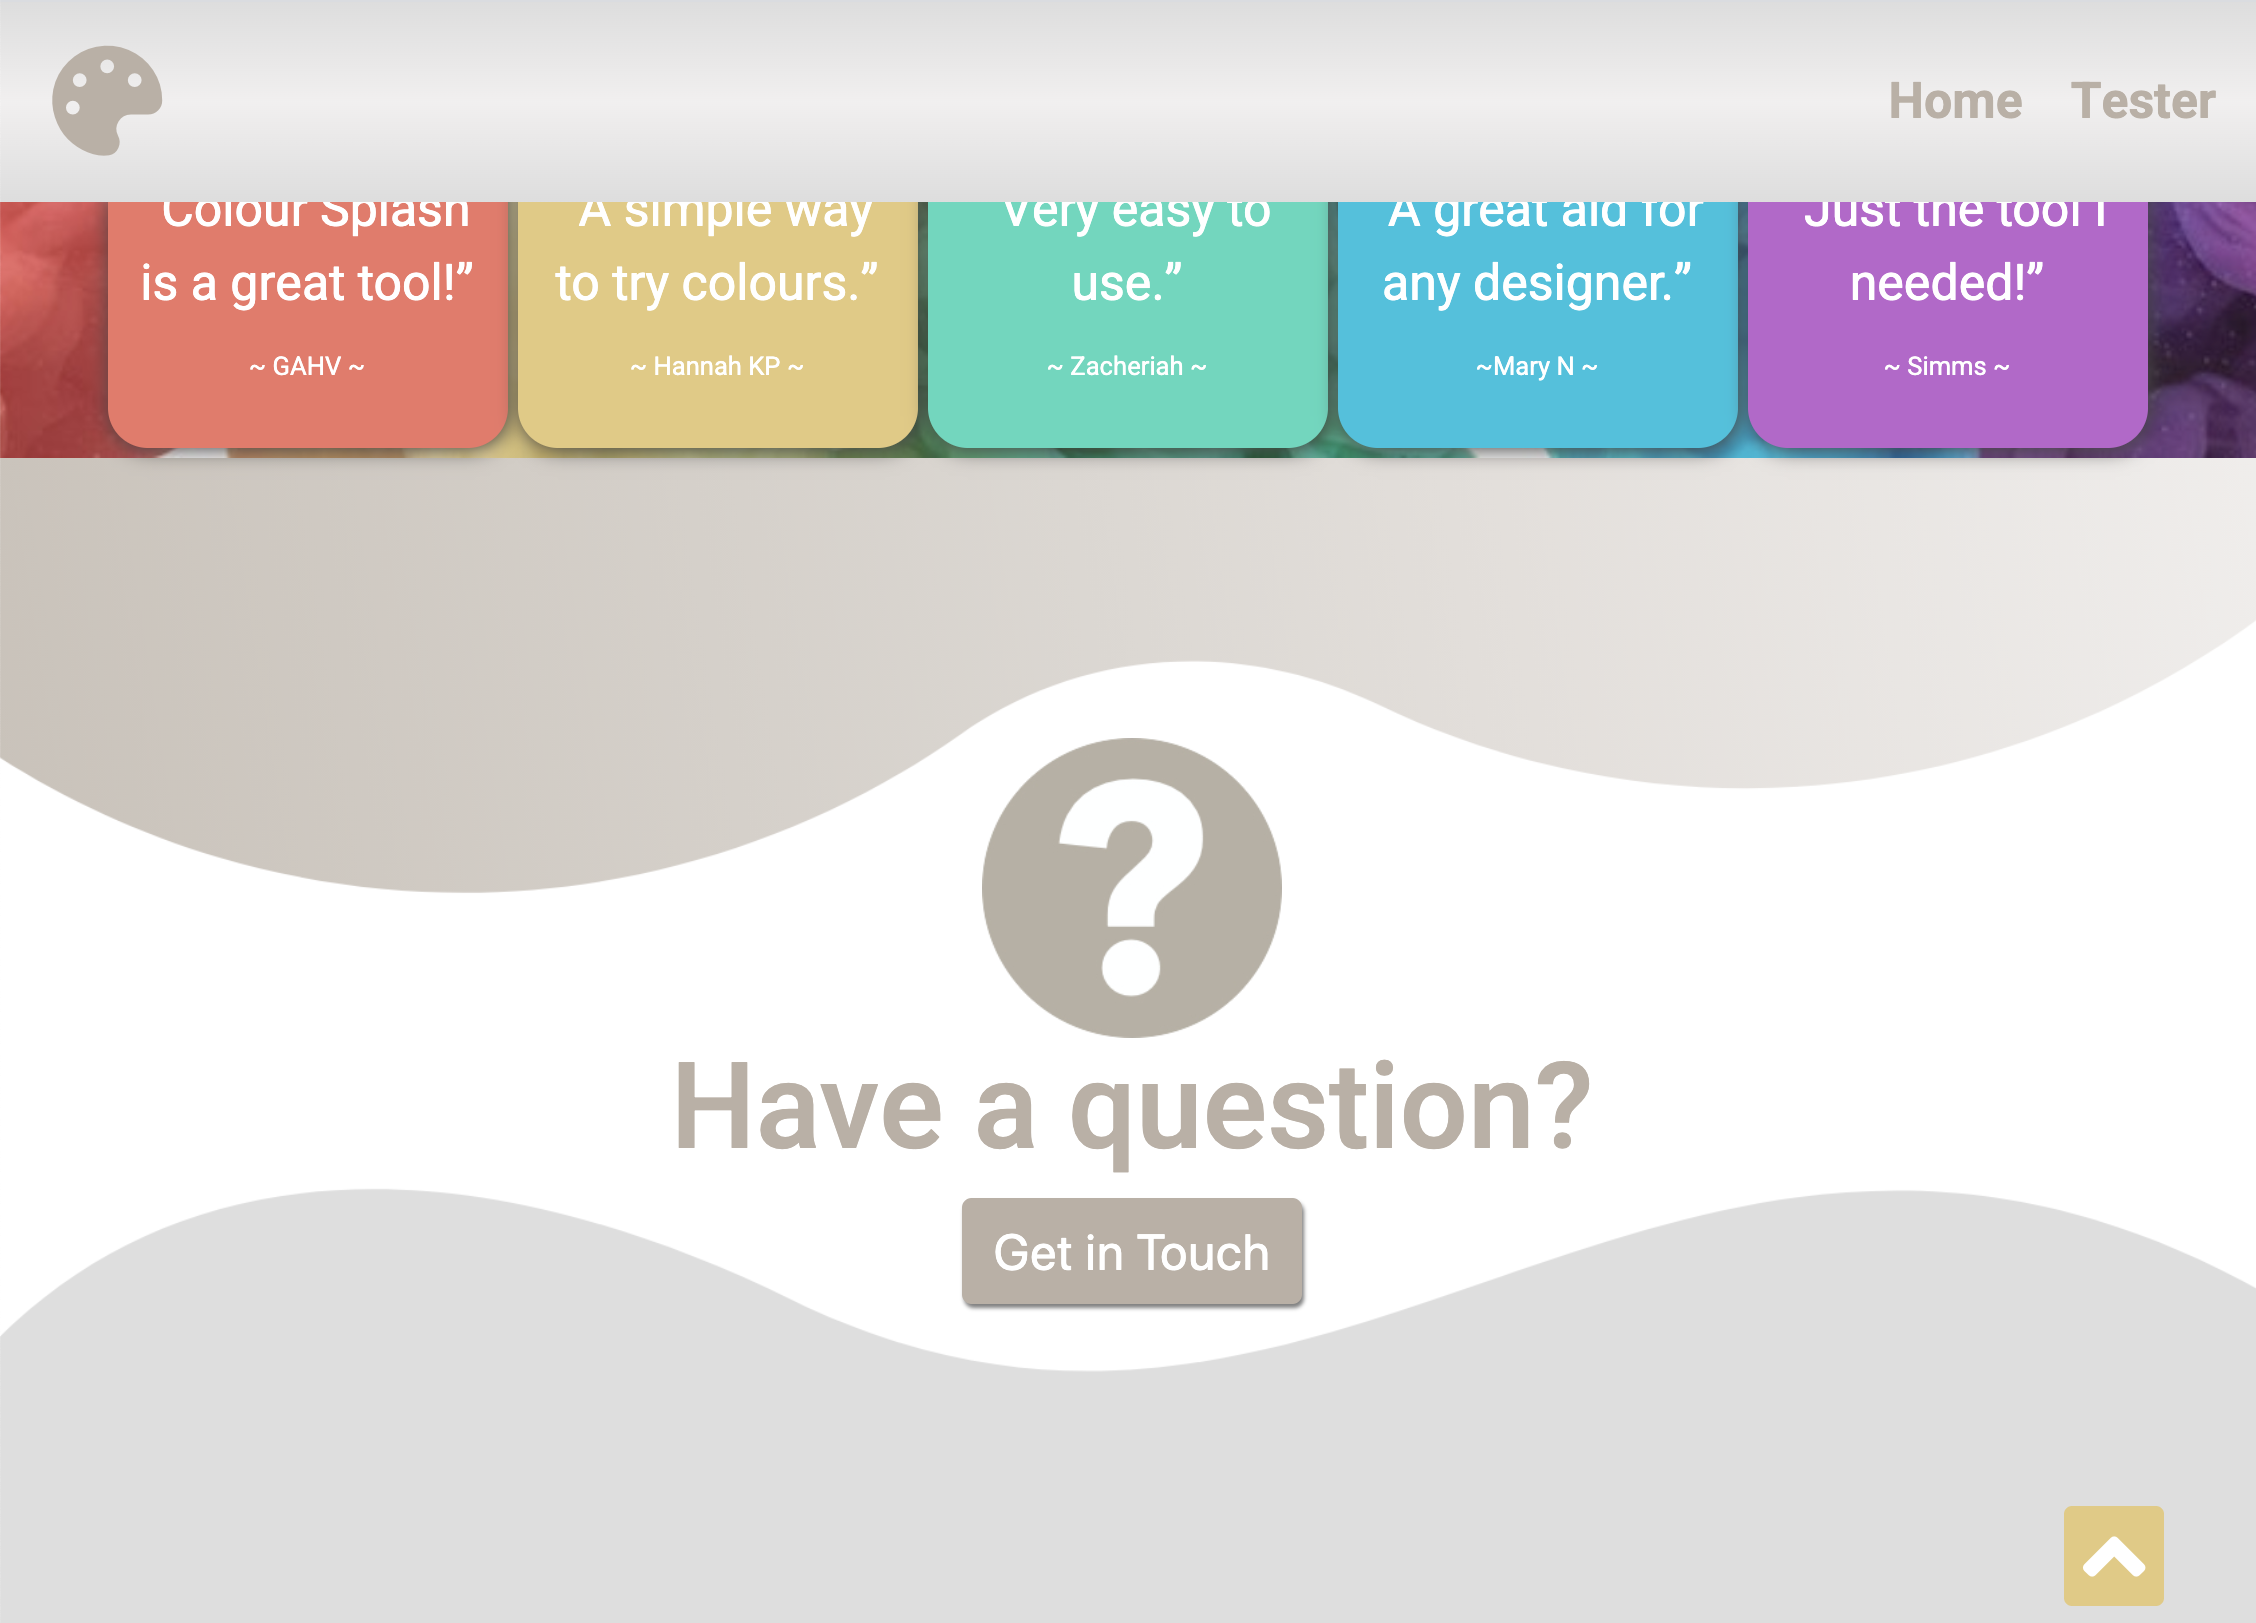 Home Tester
Colour Splash
is a great tool!”
~ GAHV ~
A simple way
to try colours.”
~ Hannah KP ~
Very easy to
use.”
~ Zacheriah ~
A great aid for
any designer.”
~Mary N ~
Just the tool I
needed!”
~ Simms ~
Have a question?
Get in Touch